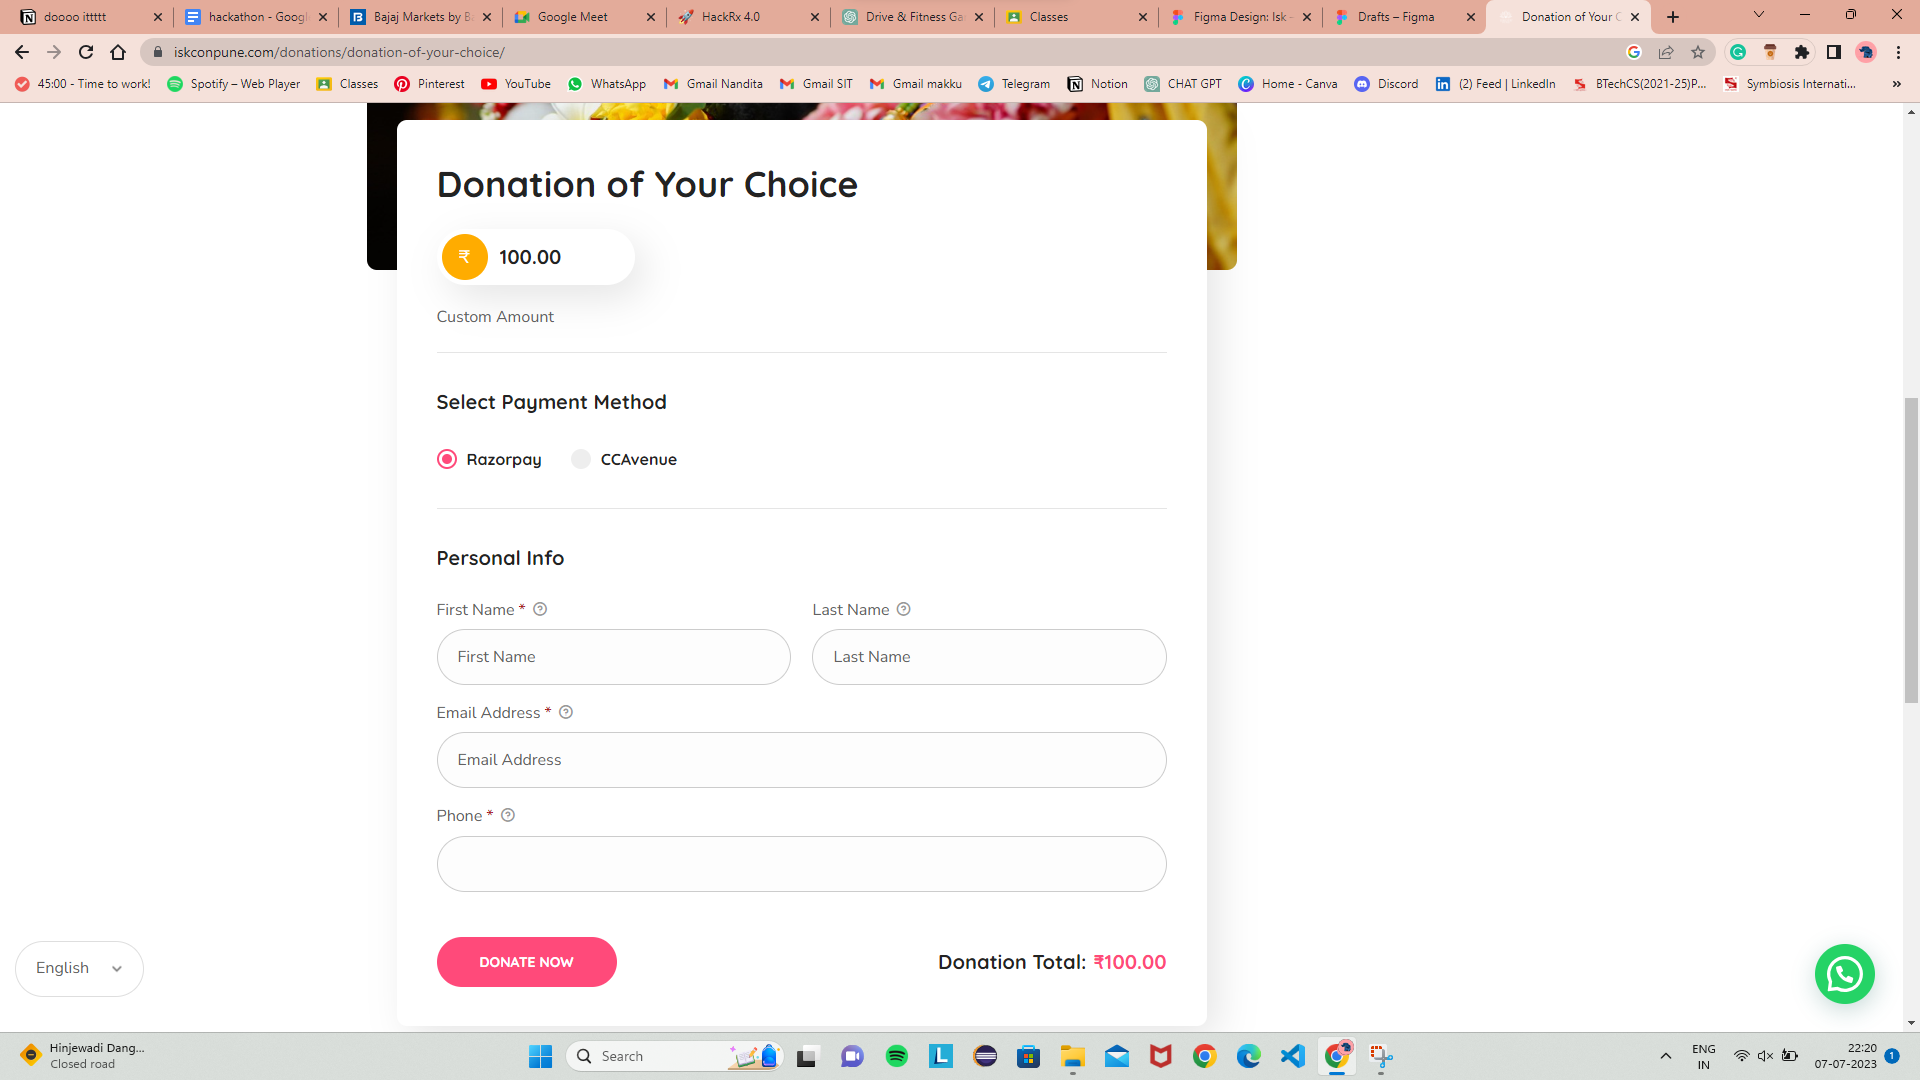 doooo ittttt
hackathon - Googl
Bajaj Markets by B
Google Meet
HackRx 4.0
Drive & Fitness Ga
Classes
Figma Design: Isk -
Drafts – Figma
Donation of Your C
iskconpune.com/donations/donation-of-your-choice/
45:00 - Time to work!
Spotify – Web Player
Classes
Pinterest
YouTube
WhatsApp
Gmail Nandita
Gmail SIT
Gmail makku
Telegram
Notion
CHAT GPT
Home - Canva
Discord
(2) Feed | LinkedIn
BTechCS(2021-25)P...
Symbiosis Internati...
»
Donation of Your Choice
₹ 100.00
Custom Amount
Select Payment Method
Razorpay
CCAvenue
Personal Info
First Name *
Last Name
First Name
Last Name
Email Address *
Email Address
Phone *
DONATE NOW
Donation Total: ₹100.00
English
Hinjewadi Dang...
Closed road
Search
ENG
IN
22:20
07-07-2023
1